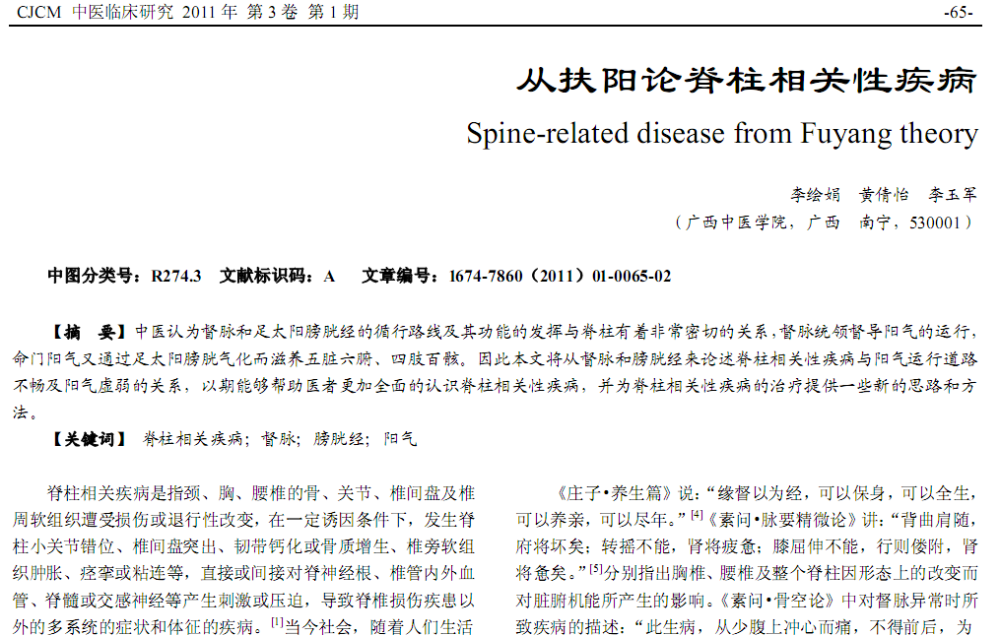 CJCM 中医临床研究 2011 年 第 3 卷 第 1 期 -65-
从扶阳论脊柱相关性疾病
Spine-related disease from Fuyang theory
李绘娟 黄倩怡 李玉军
（广西中医学院，广西 南宁，530001）
中图分类号：R274.3 文献标识码：A 文章编号：1674-7860（2011）01-0065-02
【摘 要】中医认为督脉和足太阳膀胱经的循行路线及其功能的发挥与脊柱有着非常密切的关系，督脉统领督导阳气的运行，
命门阳气又通过足太阳膀胱气化而滋养五脏六腑、四肢百骸。因此本文将从督脉和膀胱经来论述脊柱相关性疾病与阳气运行道路
不畅及阳气虚弱的关系，以期能够帮助医者更加全面的认识脊柱相关性疾病，并为脊柱相关性疾病的治疗提供一些新的思路和方
法。
【关键词】 脊柱相关疾病；督脉；膀胱经；阳气
脊柱相关疾病是指颈、胸、腰椎的骨、关节、椎间盘及椎
周软组织遭受损伤或退行性改变，在一定诱因条件下，发生脊
柱小关节错位、椎间盘突出、韧带钙化或骨质增生、椎旁软组
织肿胀、痉挛或粘连等，直接或间接对脊神经根、椎管内外血
管、脊髓或交感神经等产生刺激或压迫，导致脊椎损伤疾患以
外的多系统的症状和体征的疾病。[1]当今社会，随着人们生活
《庄子•养生篇》说：“缘督以为经，可以保身，可以全生，
可以养亲，可以尽年。”[4]《素问•脉要精微论》讲：“背曲肩随，
府将坏矣；转摇不能，肾将疲惫；膝屈伸不能，行则偻附，肾
将惫矣。”[5]分别指出胸椎、腰椎及整个脊柱因形态上的改变而
对脏腑机能所产生的影响。《素问•骨空论》中对督脉异常时所
致疾病的描述：“此生病，从少腹上冲心而痛，不得前后，为